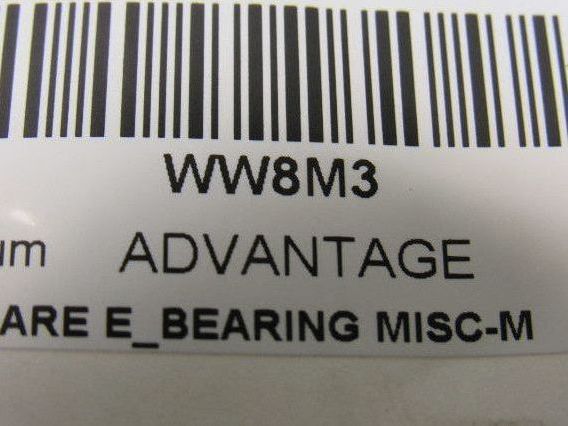 WW8M3
um ADVANTAGE
ARE E_BEARING MISC-M